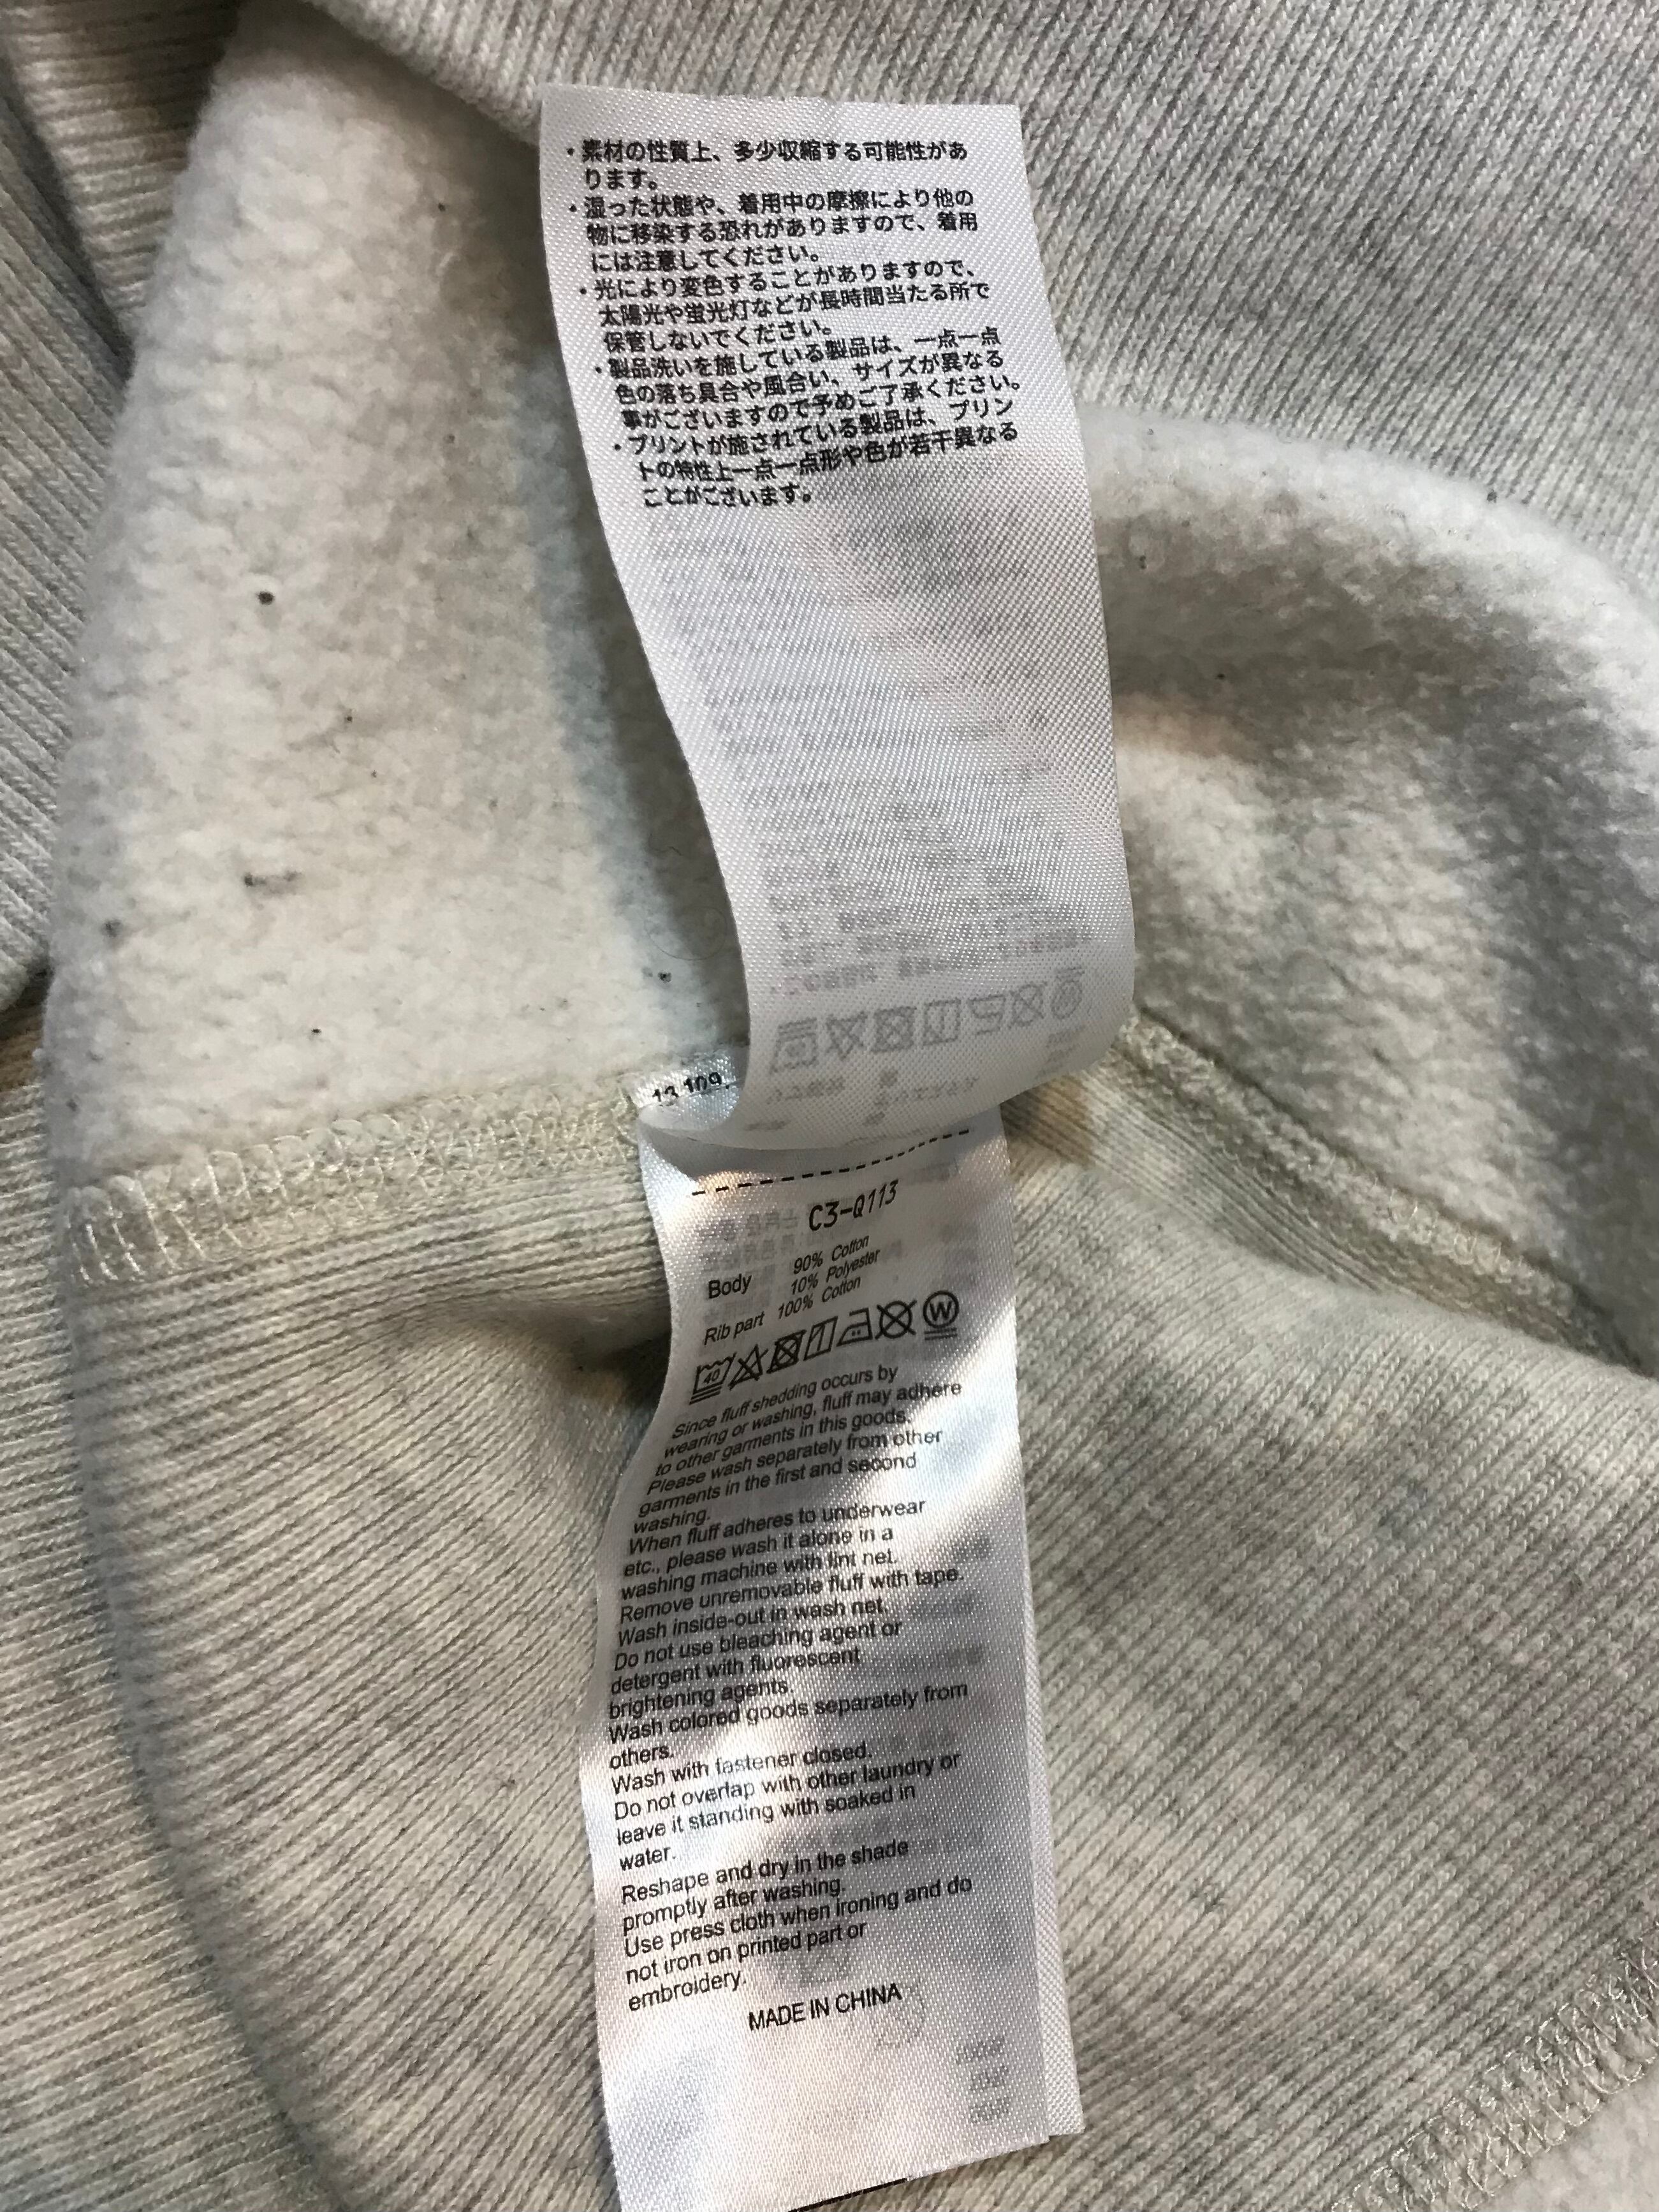 ・素材の性質上、多少収縮する可能性があ
ります。
・湿った状態や、着用中の摩擦により他の
物に移染する恐れがありますので、着用
には注意してください。
・光により変色することがありますので、
太陽光や蛍光灯などが長時間当たる所で
保管しないでください。
・製品洗いを施している製品は、一点一点
色の落ち具合や風合い、サイズが異なる
事がございますので予めご了承ください。
・プリントが施されている製品は、プリン
トの特性上一点一点形や色が若干異なる
ことがございます。
13 109.
C3-Q113
Body 90% Cotton
10% Polyester
Rib part 100% Cotton
40 W
Since fluff shedding occurs by
wearing or washing, fluff may adhere
to other garments in this goods.
Please wash separately from other
garments in the first and second
washing.
When fluff adheres to underwear
etc., please wash it alone in a
washing machine with lint net.
Remove unremovable fluff with tape.
Wash inside-out in wash net.
Do not use bleaching agent or
detergent with fluorescent
brightening agents.
Wash colored goods separately from
others.
Wash with fastener closed.
Do not overlap with other laundry or
leave it standing with soaked in
water.
Reshape and dry in the shade
promptly after washing.
Use press cloth when ironing and do
not iron on printed part or
embroidery.
MADE IN CHINA